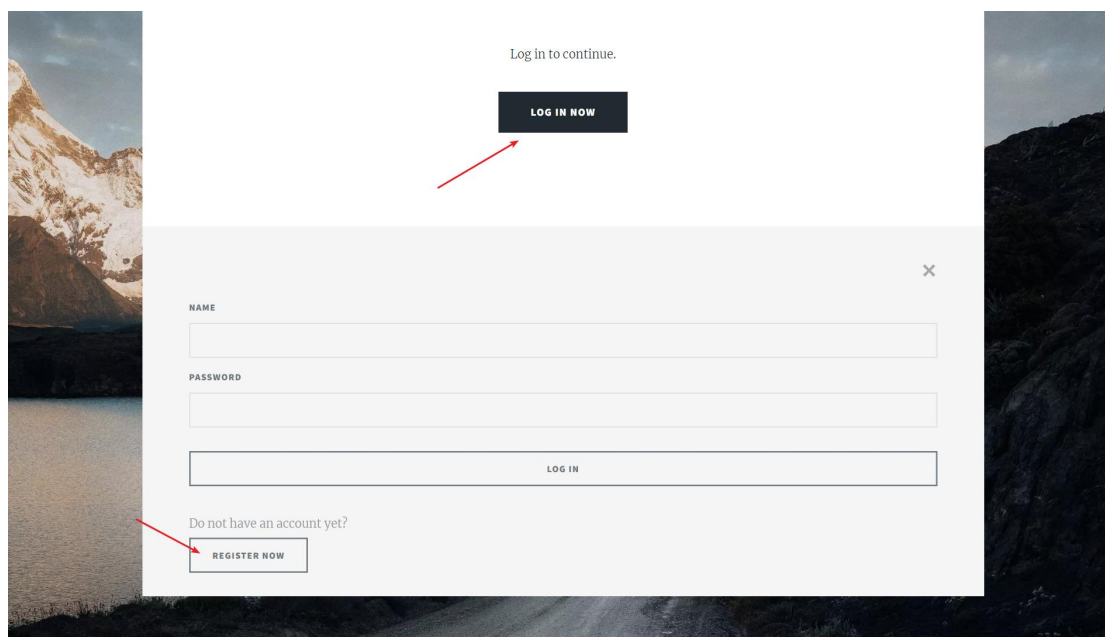 Log in to continue.
LOG IN NOW
×
NAME
PASSWORD
LOG IN
Do not have an account yet?
REGISTER NOW